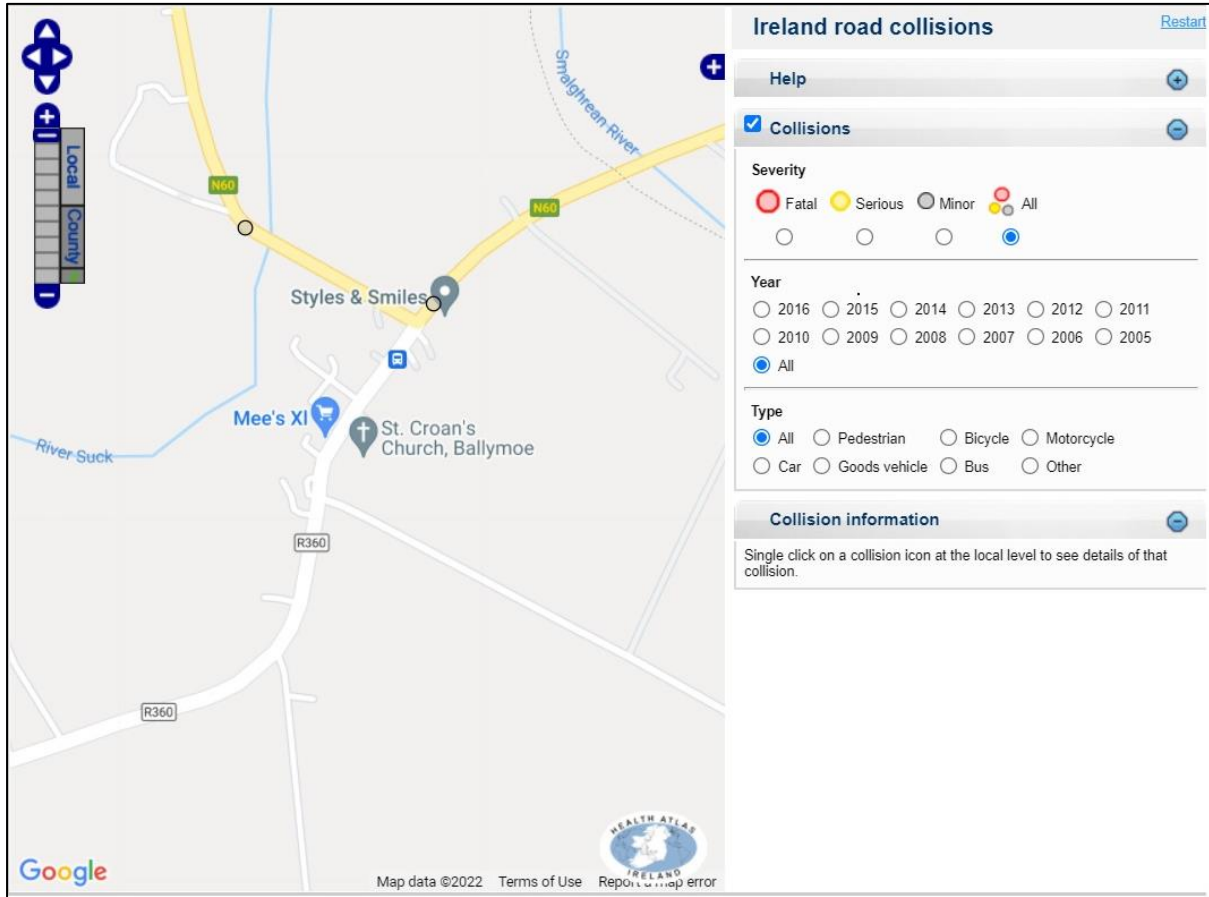 Ireland road collisions
Restart
Help
Collisions
Severity
Fatal Serious Minor All
Year
2016 2015 2014 2013 2012 2011
2010 2009 2008 2007 2006 2005
All
Type
All Pedestrian Bicycle Motorcycle
Car Goods vehicle Bus Other
Collision information
Single click on a collision icon at the local level to see details of that
collision.
Local
County
Smalghrean River
N60
N60
Styles & Smiles
Mee's Xl
St. Croan's
Church, Ballymoe
River Suck
R360
R360
HEALTH ATLAS
IRELAND
Google
Map data ©2022 Terms of Use Report a map error